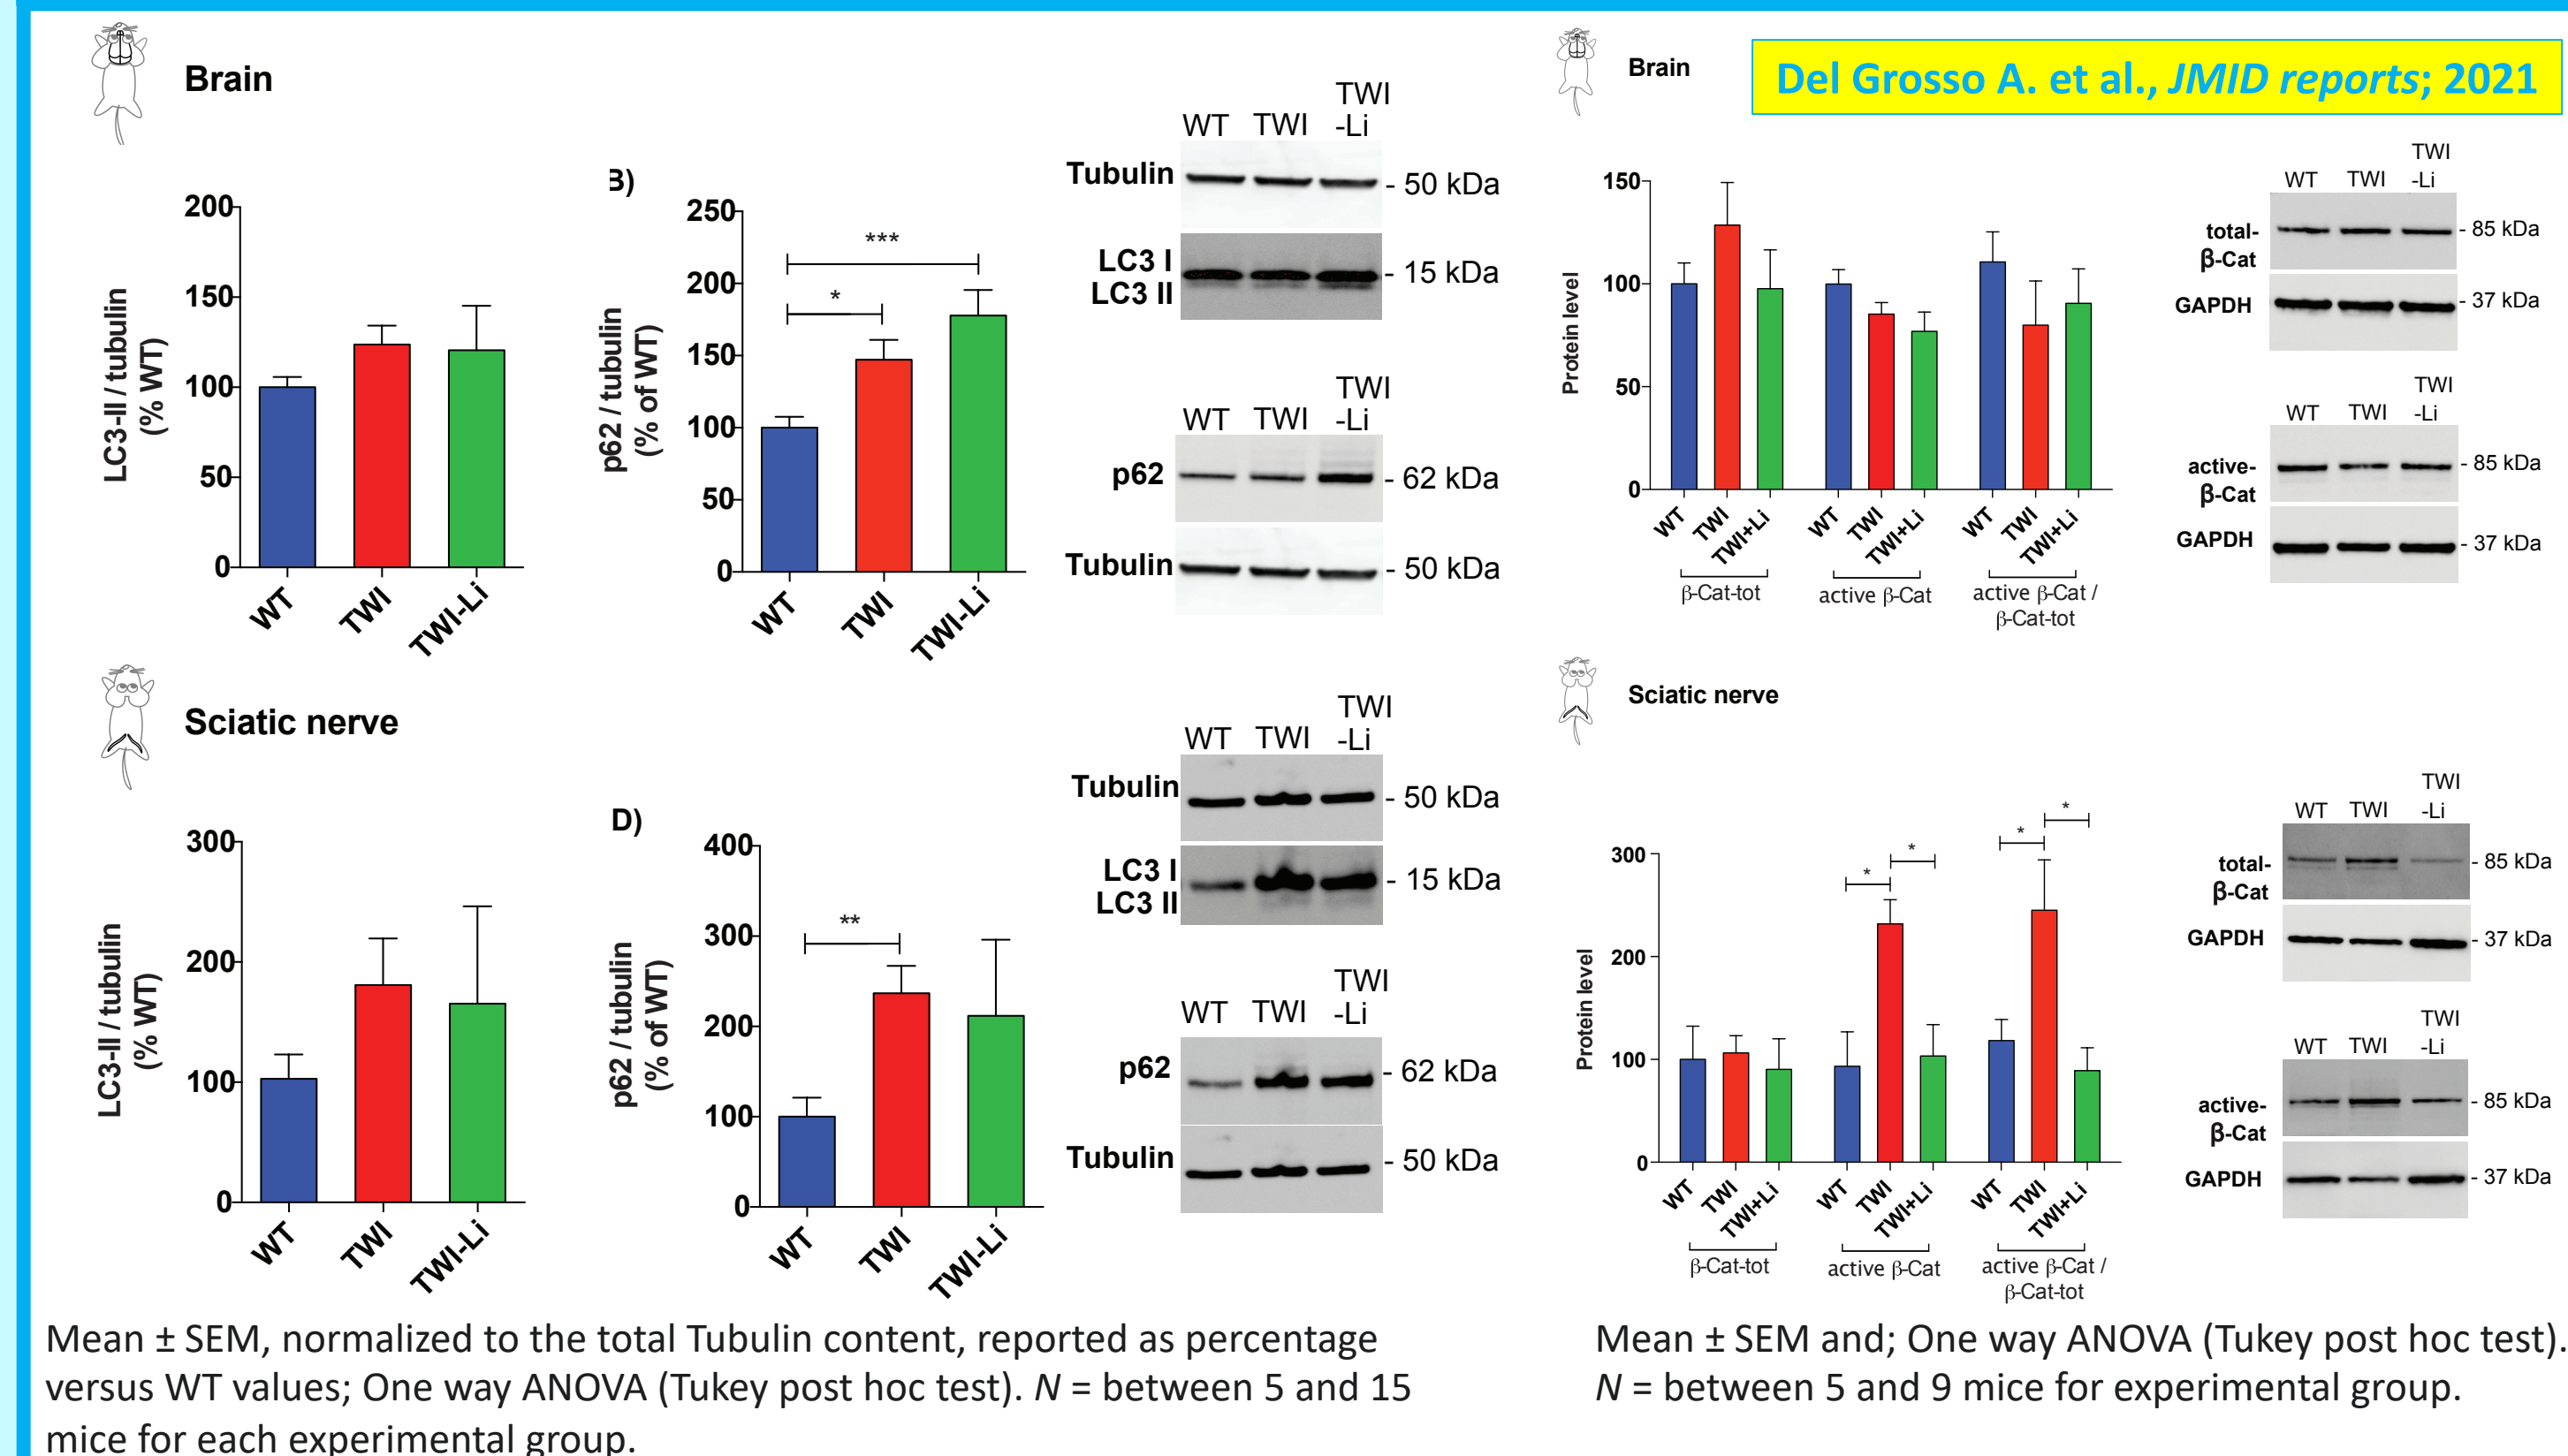 Brain
200
150
100
50
0
LC3-II / tubulin
(% WT)
WT
TWI
TWI-Li
B)
250
200
150
100
50
0
p62 / tubulin
(% of WT)
***
*
WT
TWI
TWI-Li
WT TWI TWI
-Li
Tubulin - 50 kDa
LC3 I
LC3 II
- 15 kDa
WT TWI TWI
-Li
p62 - 62 kDa
Tubulin - 50 kDa
Sciatic nerve
300
200
100
0
LC3-II / tubulin
(% WT)
WT
TWI
TWI-Li
D)
400
300
200
100
0
p62 / tubulin
(% of WT)
**
WT
TWI
TWI-Li
WT TWI TWI
-Li
Tubulin - 50 kDa
LC3 I
LC3 II
- 15 kDa
WT TWI TWI
-Li
p62 - 62 kDa
Tubulin - 50 kDa
Mean ± SEM, normalized to the total Tubulin content, reported as percentage
versus WT values; One way ANOVA (Tukey post hoc test). N = between 5 and 15
mice for each experimental group.
Brain
Del Grosso A. et al., JMID reports; 2021
150
100
50
0
Protein level
WT TWI TWI+Li WT TWI TWI+Li WT TWI TWI+Li
β-Cat-tot active β-Cat active β-Cat /
β-Cat-tot
WT TWI TWI
-Li
total-
β-Cat
- 85 kDa
GAPDH - 37 kDa
WT TWI TWI
-Li
active-
β-Cat
- 85 kDa
GAPDH - 37 kDa
Sciatic nerve
300
200
100
0
Protein level
* * * *
WT TWI TWI+Li WT TWI TWI+Li WT TWI TWI+Li
β-Cat-tot active β-Cat active β-Cat /
β-Cat-tot
WT TWI TWI
-Li
total-
β-Cat
- 85 kDa
GAPDH - 37 kDa
WT TWI TWI
-Li
active-
β-Cat
- 85 kDa
GAPDH - 37 kDa
Mean ± SEM and; One way ANOVA (Tukey post hoc test).
N = between 5 and 9 mice for experimental group.